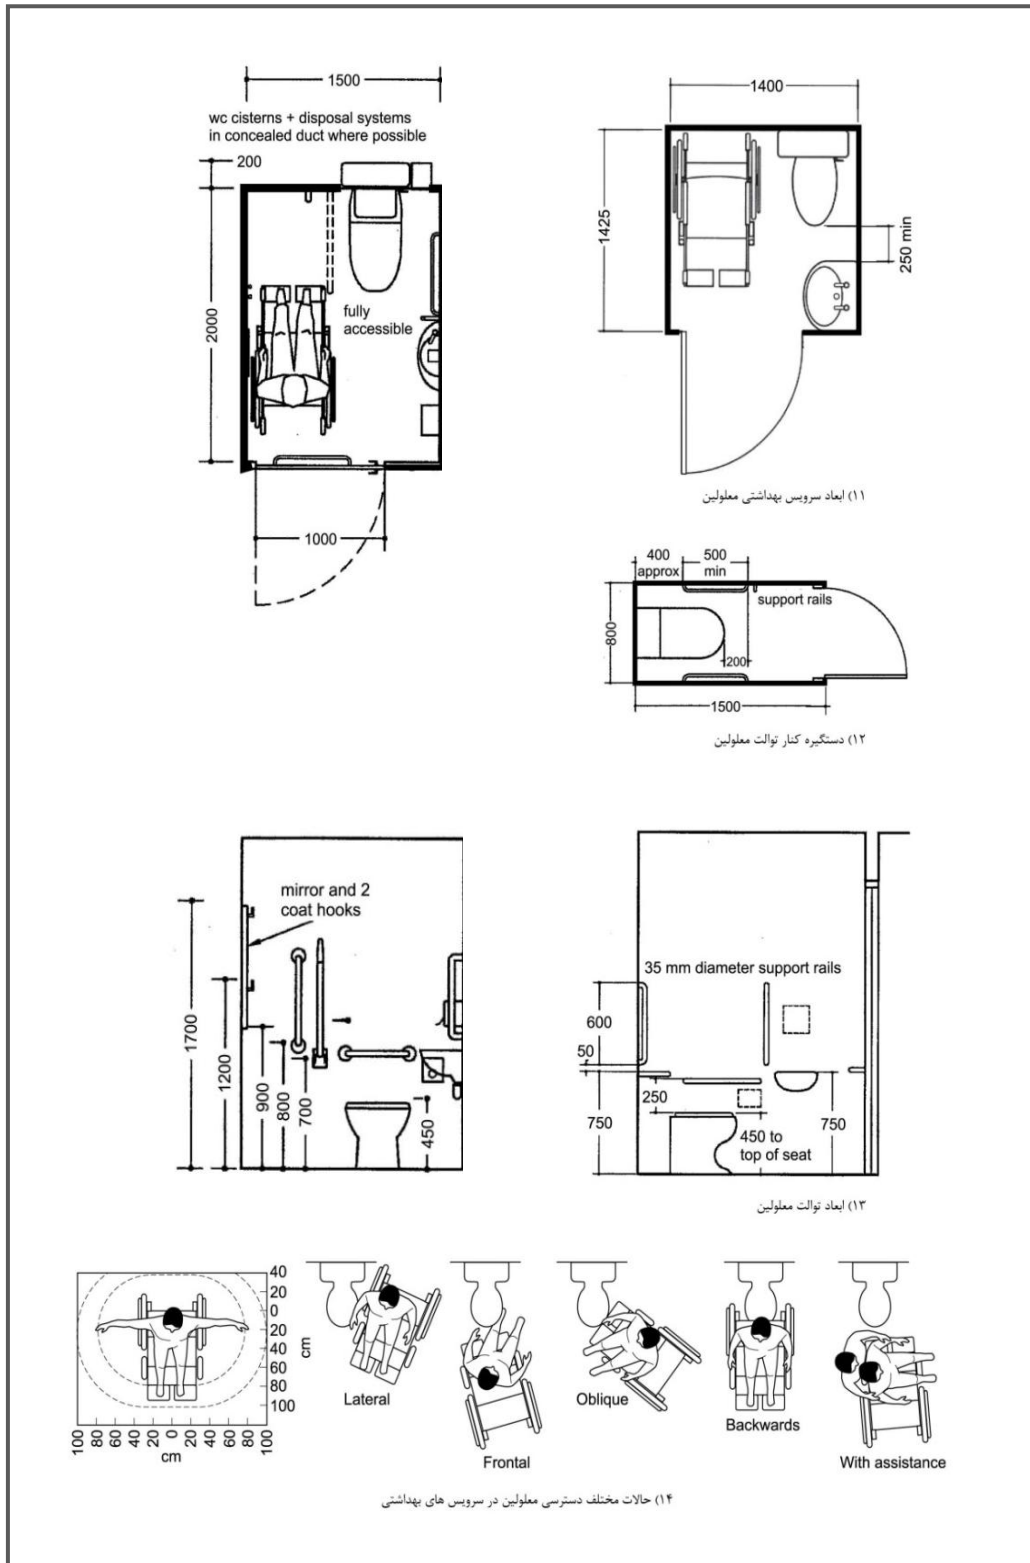 1500
wc cisterns + disposal systems
in concealed duct where possible
200
2000
fully
accessible
1000
1400
1425
250 min
۱۱) ابعاد سرویس بهداشتی معلولین
400
approx
500
min
support rails
800
200
1500
۱۲) دستگیره کنار توالت معلولین
mirror and 2
coat hooks
1700
1200
900
800
700
450
35 mm diameter support rails
600
50
250
750
450 to
top of seat
750
۱۳) ابعاد توالت معلولین
40
20
0
20
40
60
80
100
cm
100 80 60 40 20 0 20 40 60 80 100
cm
Lateral
Frontal
Oblique
Backwards
With assistance
۱۴) حالات مختلف دسترسی معلولین در سرویس های بهداشتی